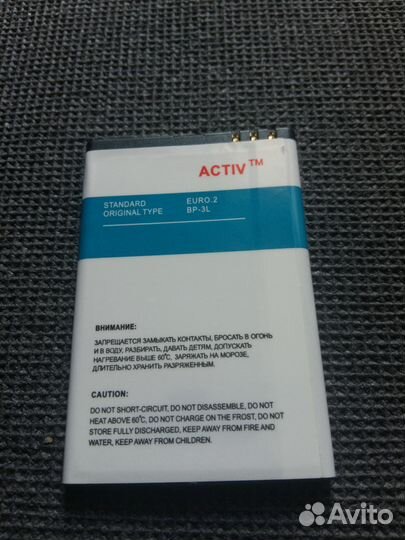 ACTIV™
STANDARD EURO.2
ORIGINAL TYPE BP-3L
ВНИМАНИЕ:
ЗАПРЕЩАЕТСЯ ЗАМЫКАТЬ КОНТАКТЫ, БРОСАТЬ В ОГОНЬ
И В ВОДУ, РАЗБИРАТЬ, ДАВАТЬ ДЕТЯМ, ДОПУСКАТЬ
НАГРЕВАНИЕ ВЫШЕ 60℃, ЗАРЯЖАТЬ НА МОРОЗЕ,
ДЛИТЕЛЬНО ХРАНИТЬ РАЗРЯЖЕННЫМ.
CAUTION:
DO NOT SHORT-CIRCUIT, DO NOT DISASSEMBLE, DO NOT
HEAT ABOVE 60℃, DO NOT CHARGE ON THE FROST, DO NOT
STORE FULLY DISCHARGED, KEEP AWAY FROM FIRE AND
WATER, KEEP AWAY FROM CHILDREN.
Avito